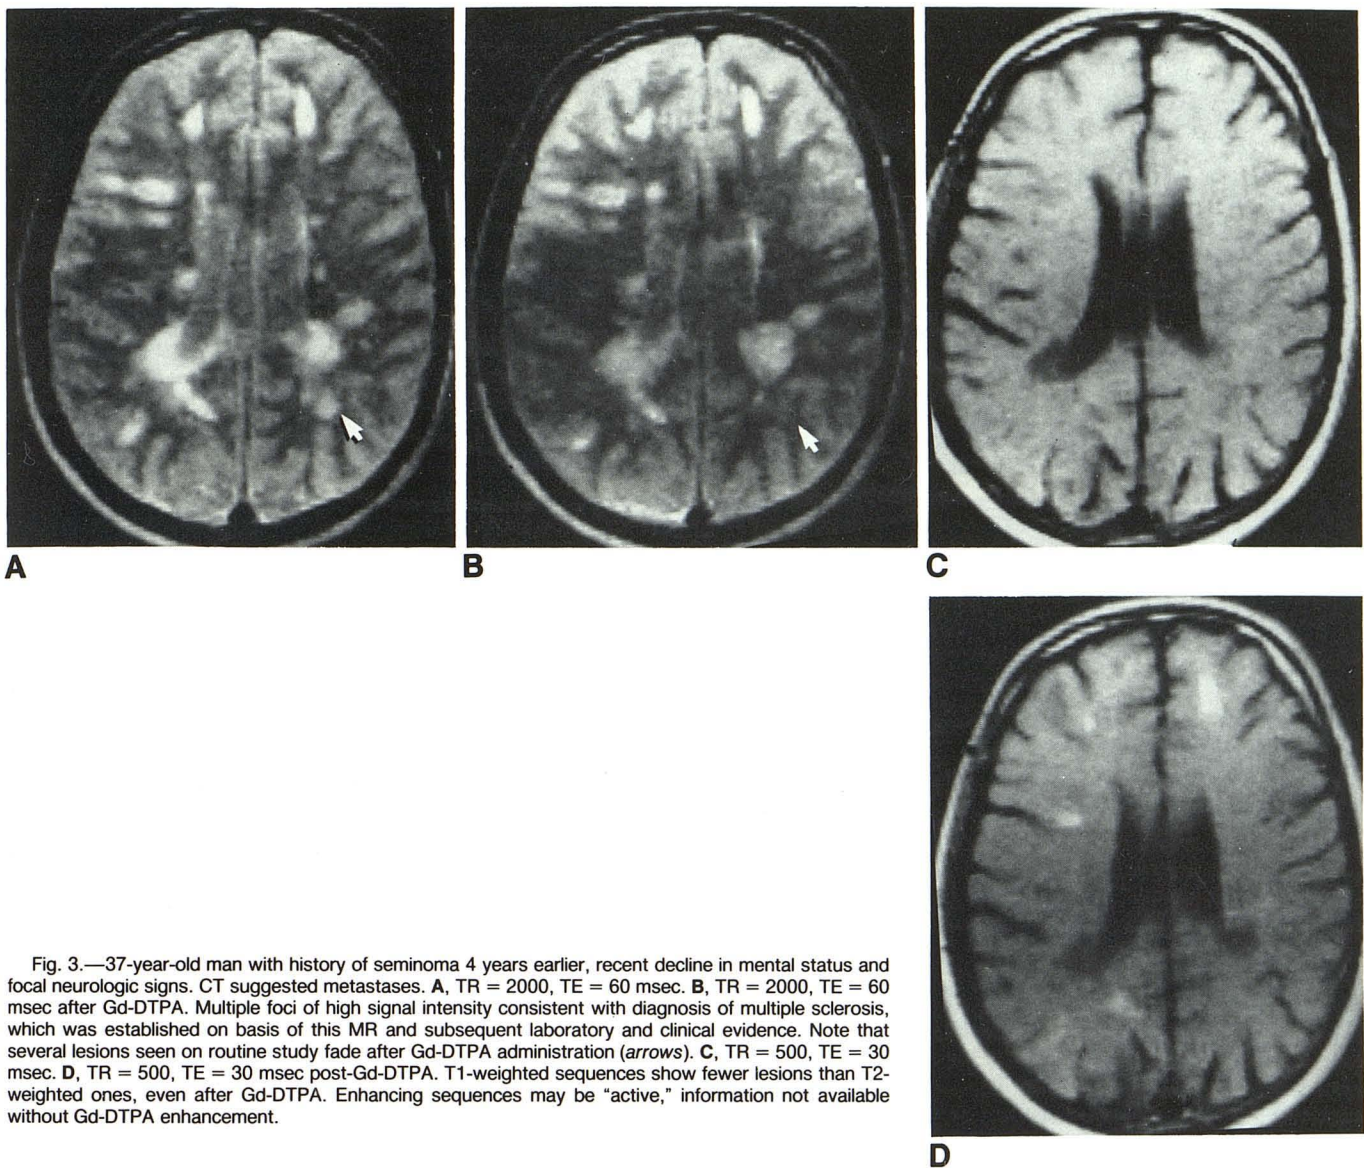 A
B
C
D
Fig. 3.—37-year-old man with history of seminoma 4 years earlier, recent decline in mental status and
focal neurologic signs. CT suggested metastases. A, TR = 2000, TE = 60 msec. B, TR = 2000, TE = 60
msec after Gd-DTPA. Multiple foci of high signal intensity consistent with diagnosis of multiple sclerosis,
which was established on basis of this MR and subsequent laboratory and clinical evidence. Note that
several lesions seen on routine study fade after Gd-DTPA administration (arrows). C, TR = 500, TE = 30
msec. D, TR = 500, TE = 30 msec post-Gd-DTPA. T1-weighted sequences show fewer lesions than T2-
weighted ones, even after Gd-DTPA. Enhancing sequences may be “active,” information not available
without Gd-DTPA enhancement.